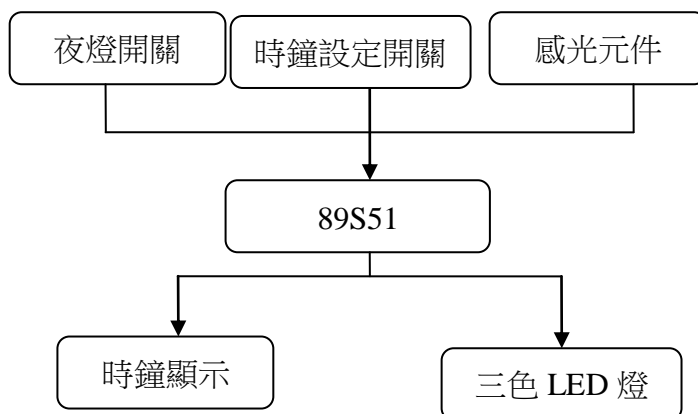 夜燈開關
時鐘設定開關
感光元件
89S51
時鐘顯示
三色 LED 燈